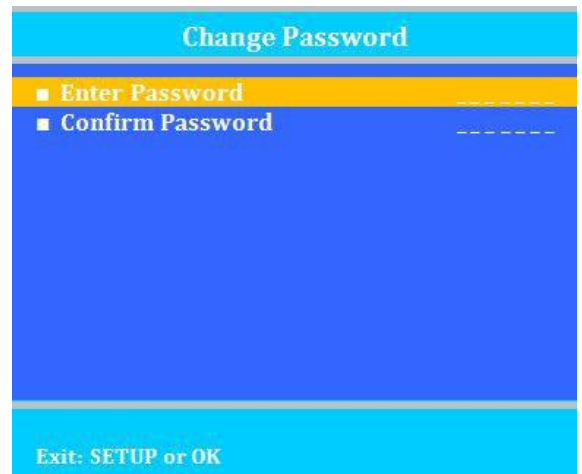 Change Password
■ Enter Password _ _ _ _ _ _ _
■ Confirm Password _ _ _ _ _ _ _
Exit: SETUP or OK